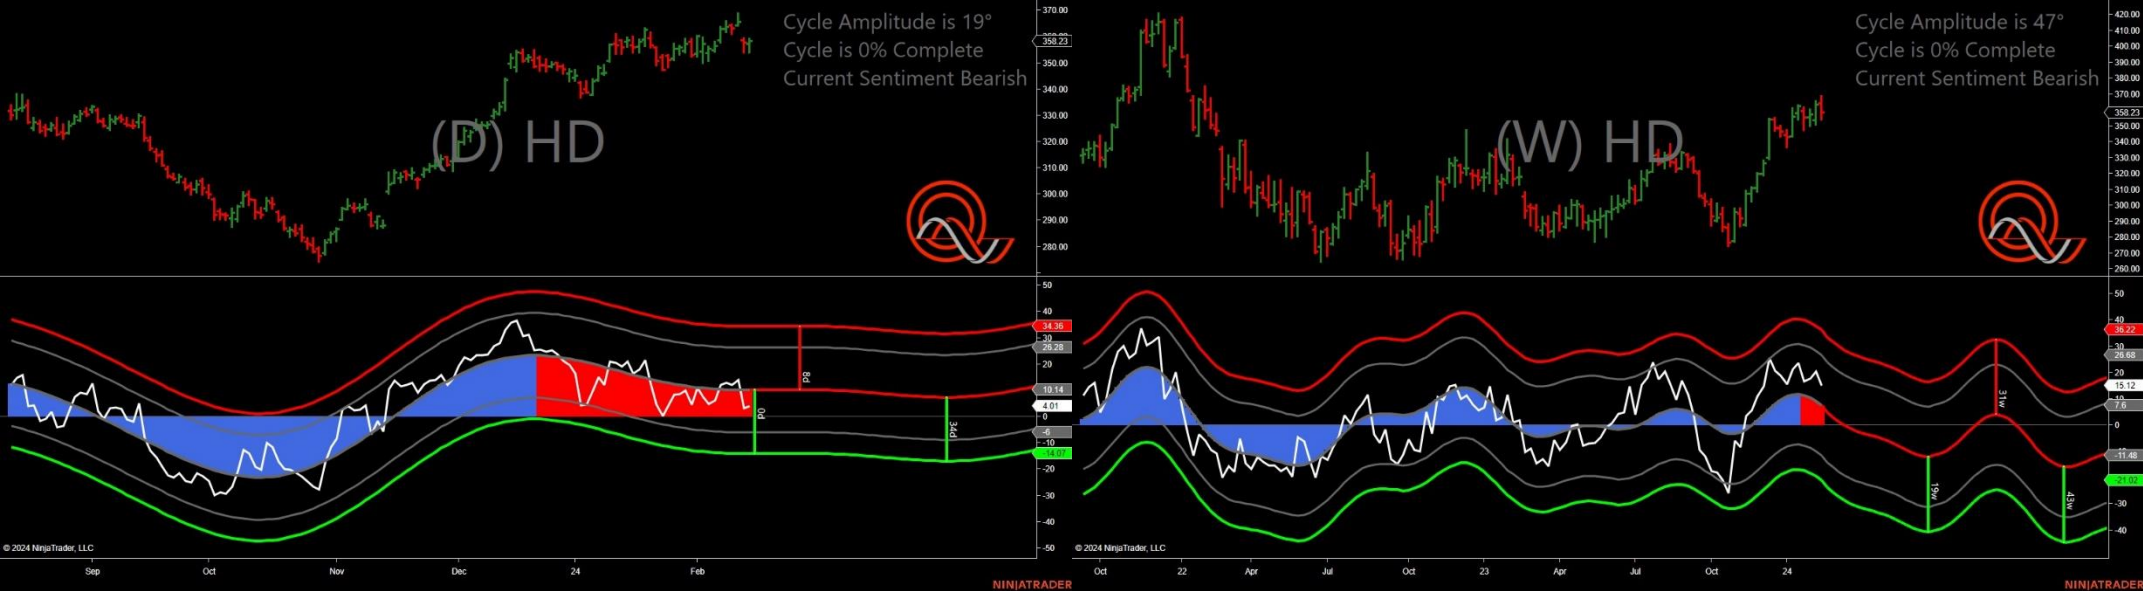 Cycle Amplitude is 19°
Cycle is 0% Complete
Current Sentiment Bearish
(D) HD
370.00
358.23
350.00
340.00
330.00
320.00
310.00
300.00
290.00
280.00
50
40
34.36
30
26.28
20
10.14
4.01
0
-6
-10
-14.07
-20
-30
-40
-50
8d
0d
34d
© 2024 NinjaTrader, LLC
Sep
Oct
Nov
Dec
24
Feb
NINJATRADER
Cycle Amplitude is 47°
Cycle is 0% Complete
Current Sentiment Bearish
(W) HD
420.00
410.00
400.00
390.00
380.00
370.00
358.23
350.00
340.00
330.00
320.00
310.00
300.00
290.00
280.00
270.00
260.00
50
40
36.22
30
26.68
20
15.12
7.6
0
-11.48
-21.02
-30
-40
31w
19w
43w
© 2024 NinjaTrader, LLC
Oct
22
Apr
Jul
Oct
23
Apr
Jul
Oct
24
NINJATRADER